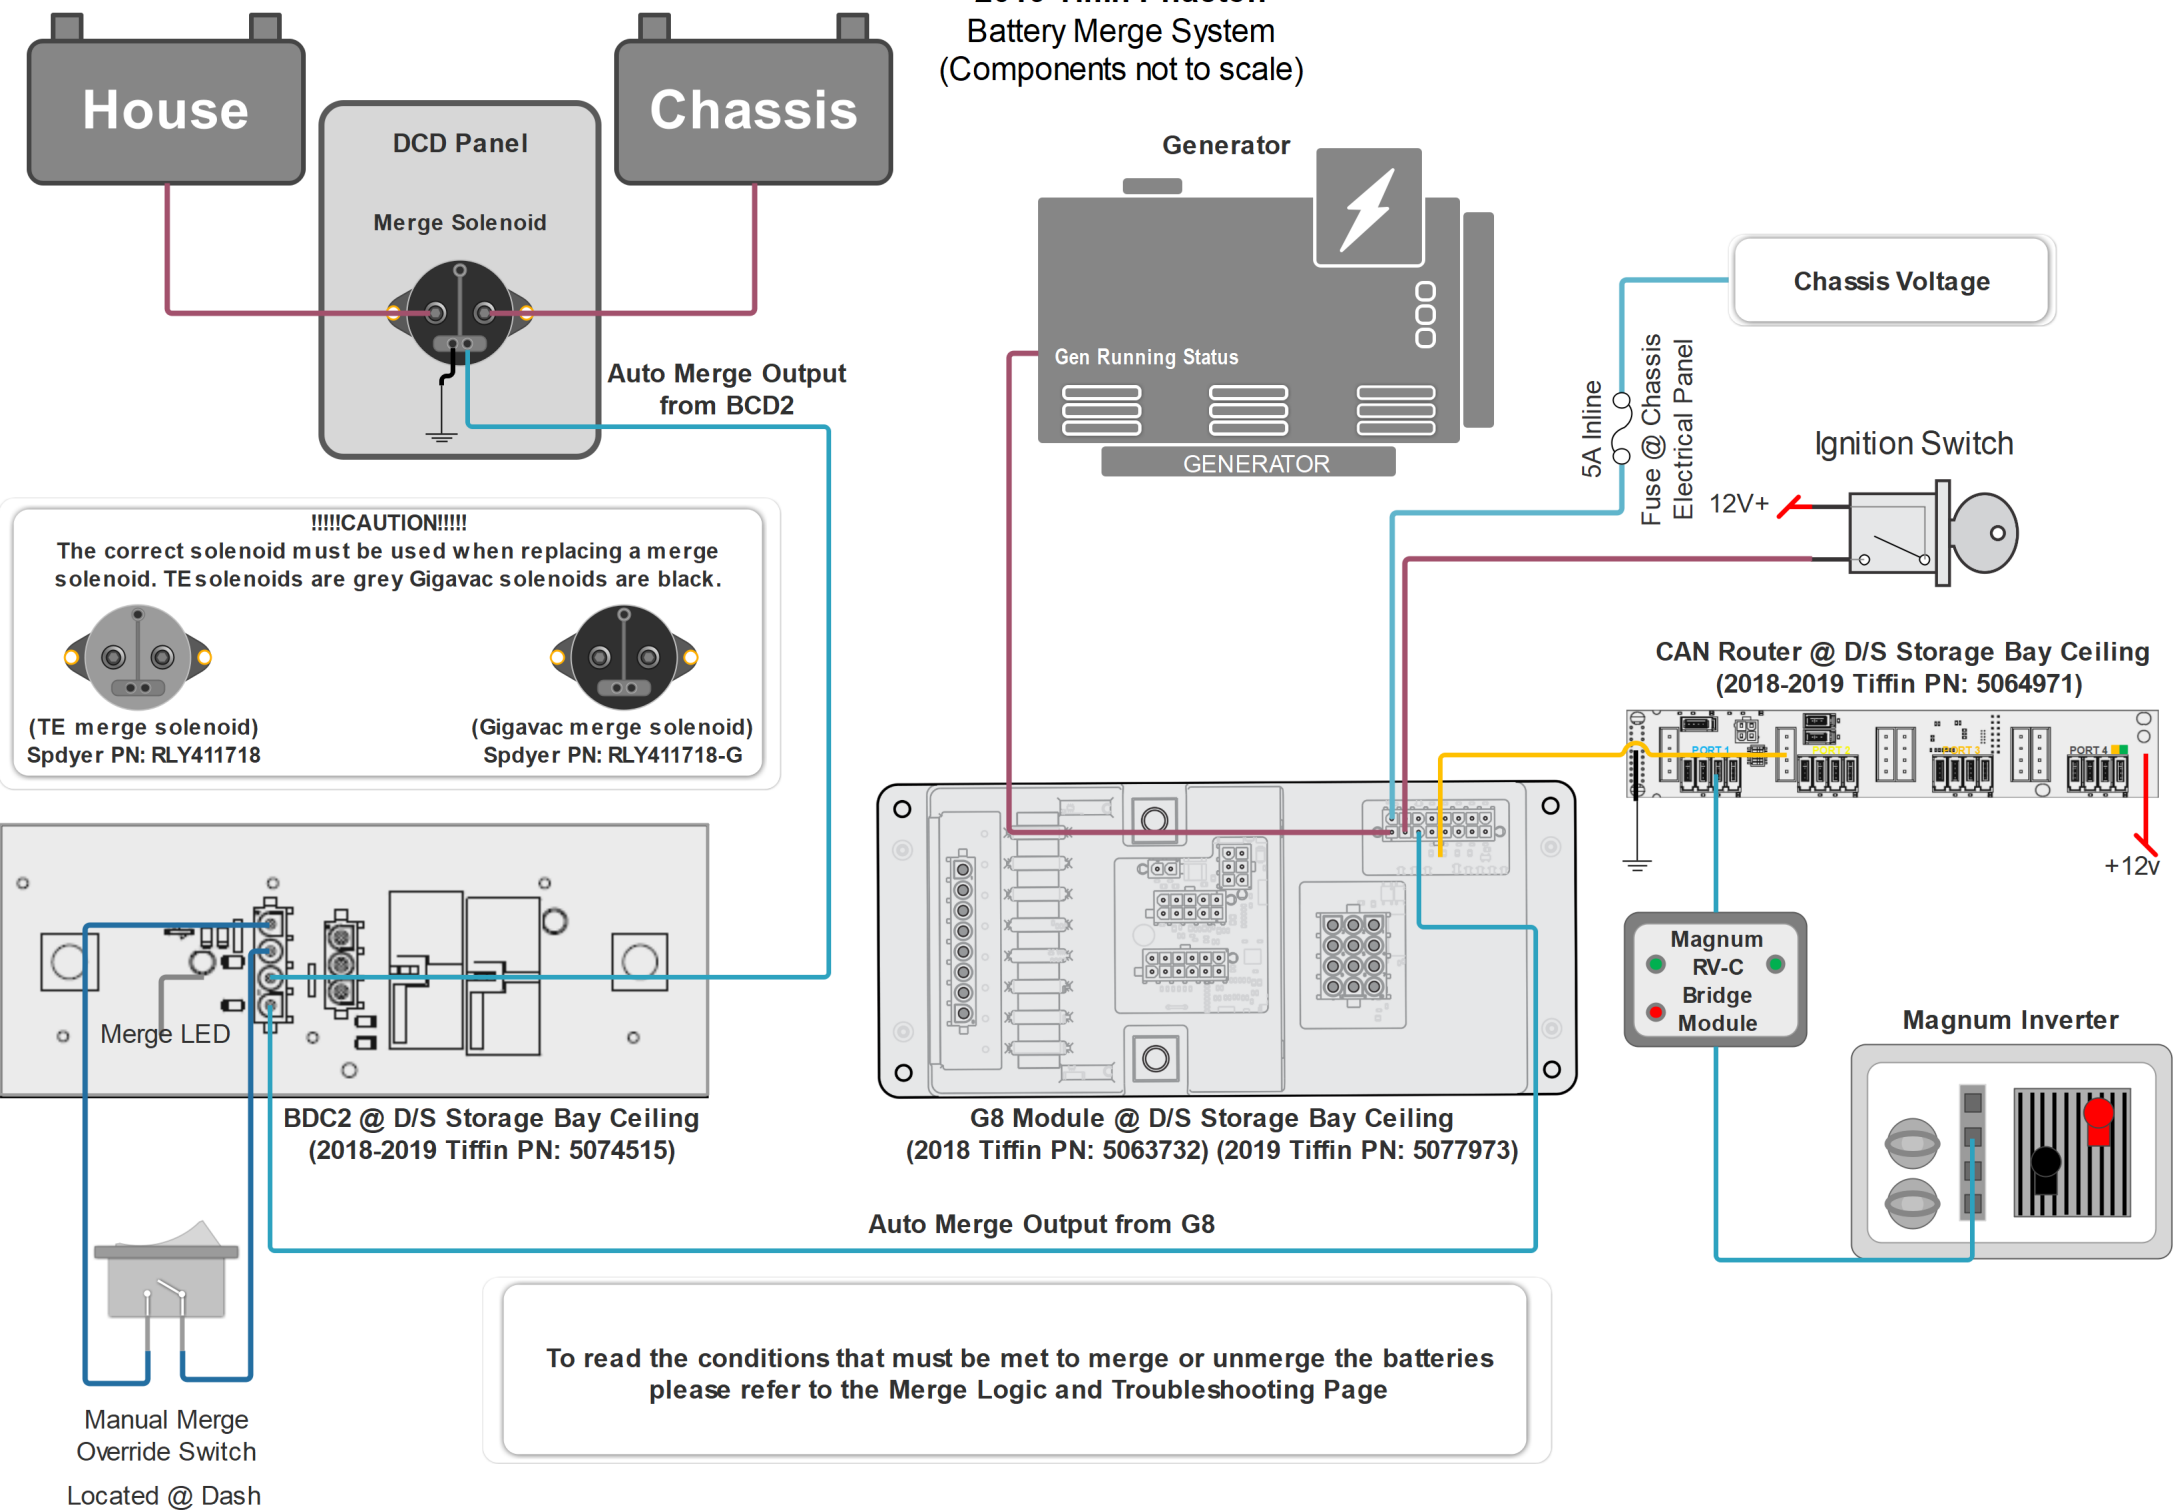 Battery Merge System
(Components not to scale)
House
Chassis
DCD Panel
Merge Solenoid
Auto Merge Output
from BCD2
Generator
Gen Running Status
GENERATOR
Chassis Voltage
5A Inline
Fuse @ Chassis
Electrical Panel
Ignition Switch
12V+
!!!!!CAUTION!!!!!
The correct solenoid must be used when replacing a merge
solenoid. TE solenoids are grey Gigavac solenoids are black.
(TE merge solenoid)
Spdyer PN: RLY411718
(Gigavac merge solenoid)
Spdyer PN: RLY411718-G
CAN Router @ D/S Storage Bay Ceiling
(2018-2019 Tiffin PN: 5064971)
PORT 1
PORT 2
PORT 3
PORT 4
+12v
Merge LED
BDC2 @ D/S Storage Bay Ceiling
(2018-2019 Tiffin PN: 5074515)
G8 Module @ D/S Storage Bay Ceiling
(2018 Tiffin PN: 5063732) (2019 Tiffin PN: 5077973)
Magnum
RV-C
Bridge
Module
Magnum Inverter
Auto Merge Output from G8
To read the conditions that must be met to merge or unmerge the batteries
please refer to the Merge Logic and Troubleshooting Page
Manual Merge
Override Switch
Located @ Dash